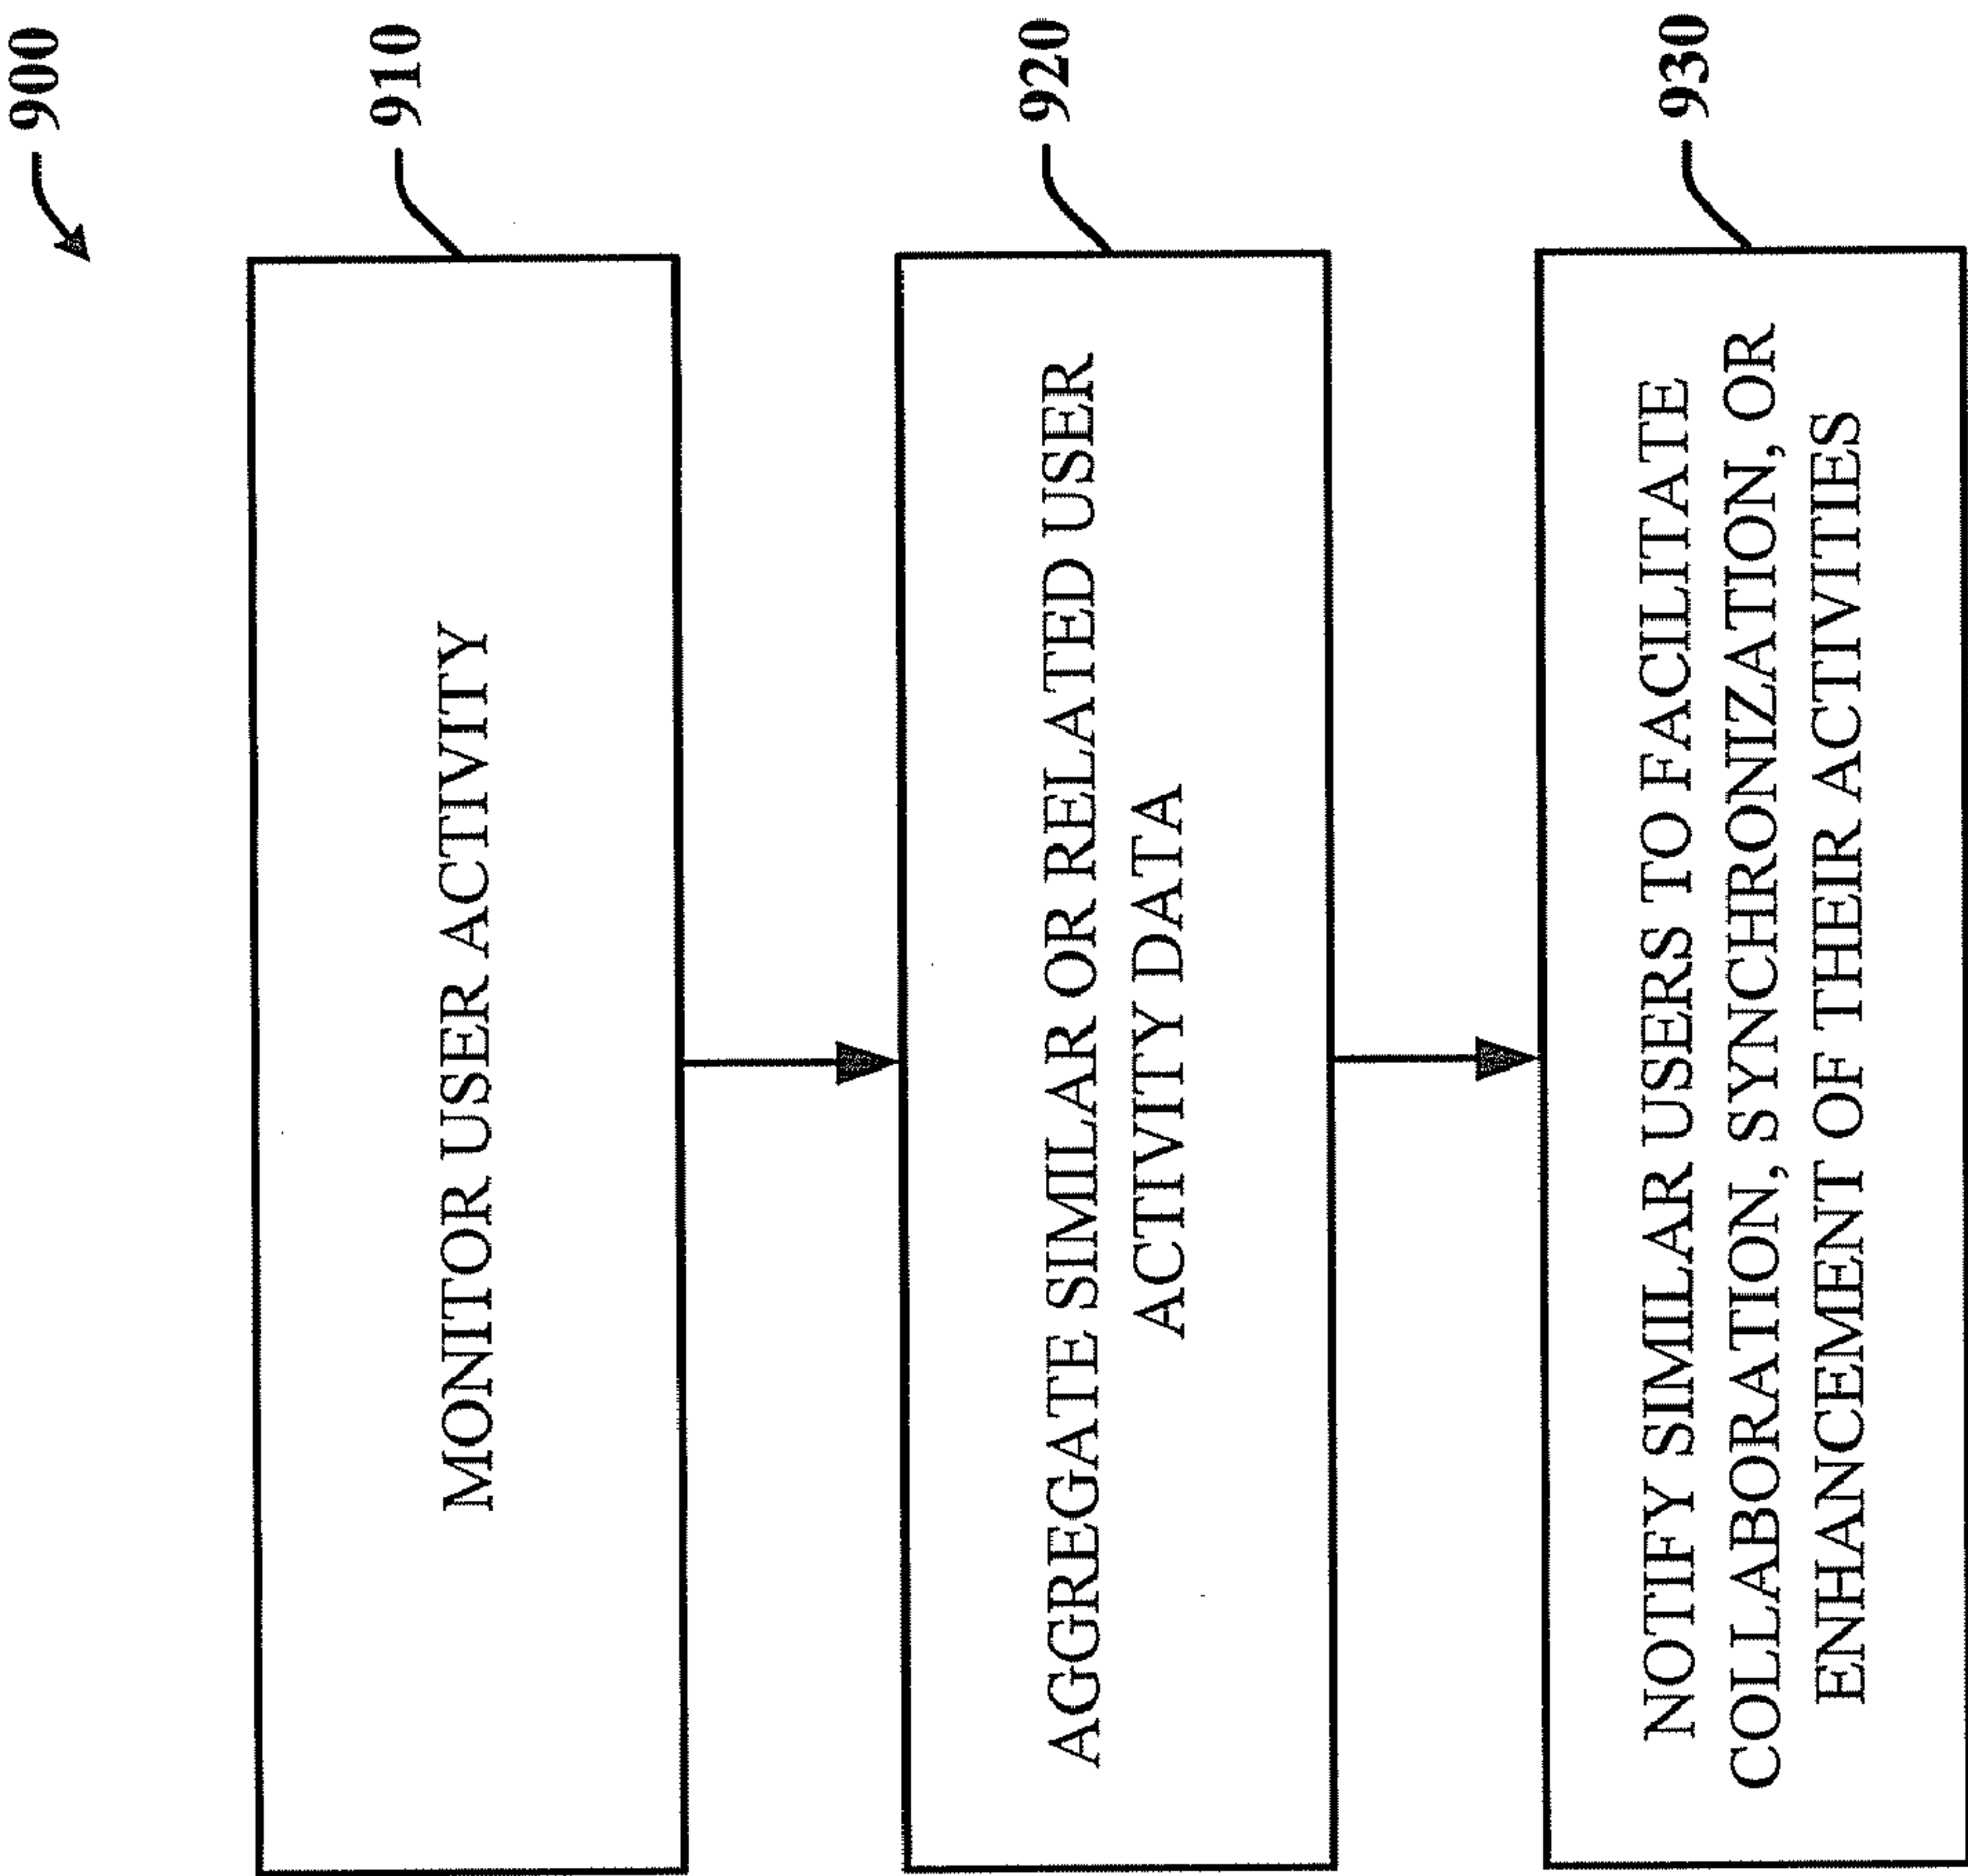 900
910
MONITOR USER ACTIVITY
920
AGGREGATE SIMILAR OR RELATED USER
ACTIVITY DATA
930
NOTIFY SIMILAR USERS TO FACILITATE
COLLABORATION, SYNCHRONIZATION, OR
ENHANCEMENT OF THEIR ACTIVITIES